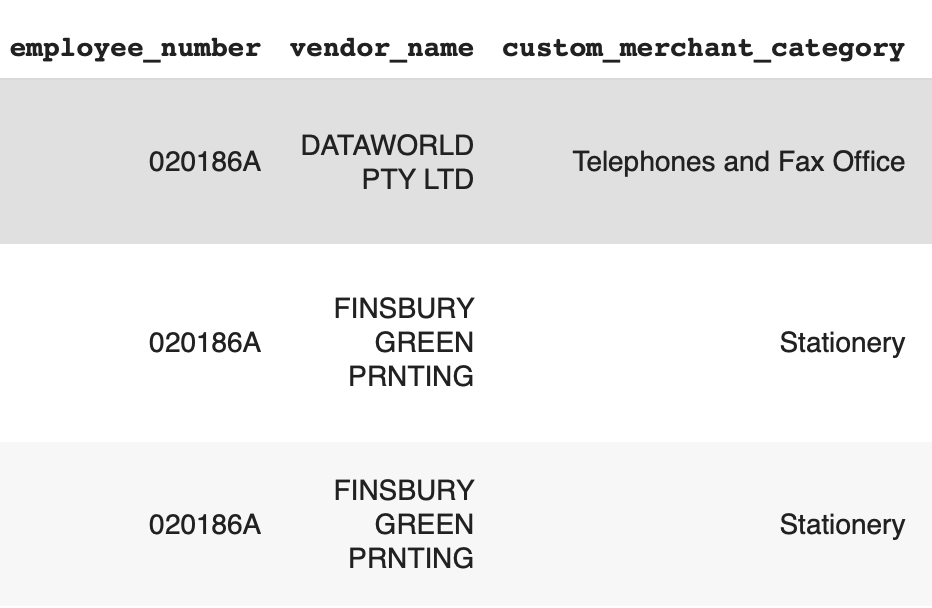 employee_number vendor_name custom_merchant_category
DATAWORLD
020186A Telephones and Fax Office
PTY LTD
FINSBURY
020186A GREEN Stationery
PRNTING
FINSBURY
020186A GREEN Stationery
PRNTING